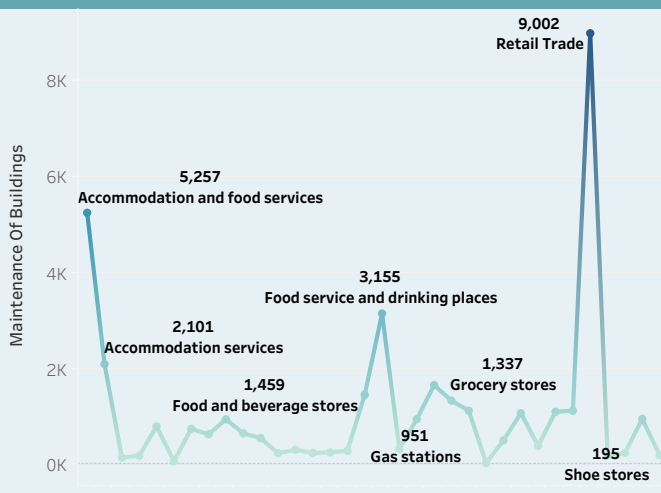 9,002
Retail Trade
8K
Maintenance Of Buildings
6K
5,257
Accommodation and food services
4K
3,155
Food service and drinking places
2,101
Accommodation services
2K
1,337
Grocery stores
1,459
Food and beverage stores
951
Gas stations
0K
195
Shoe stores